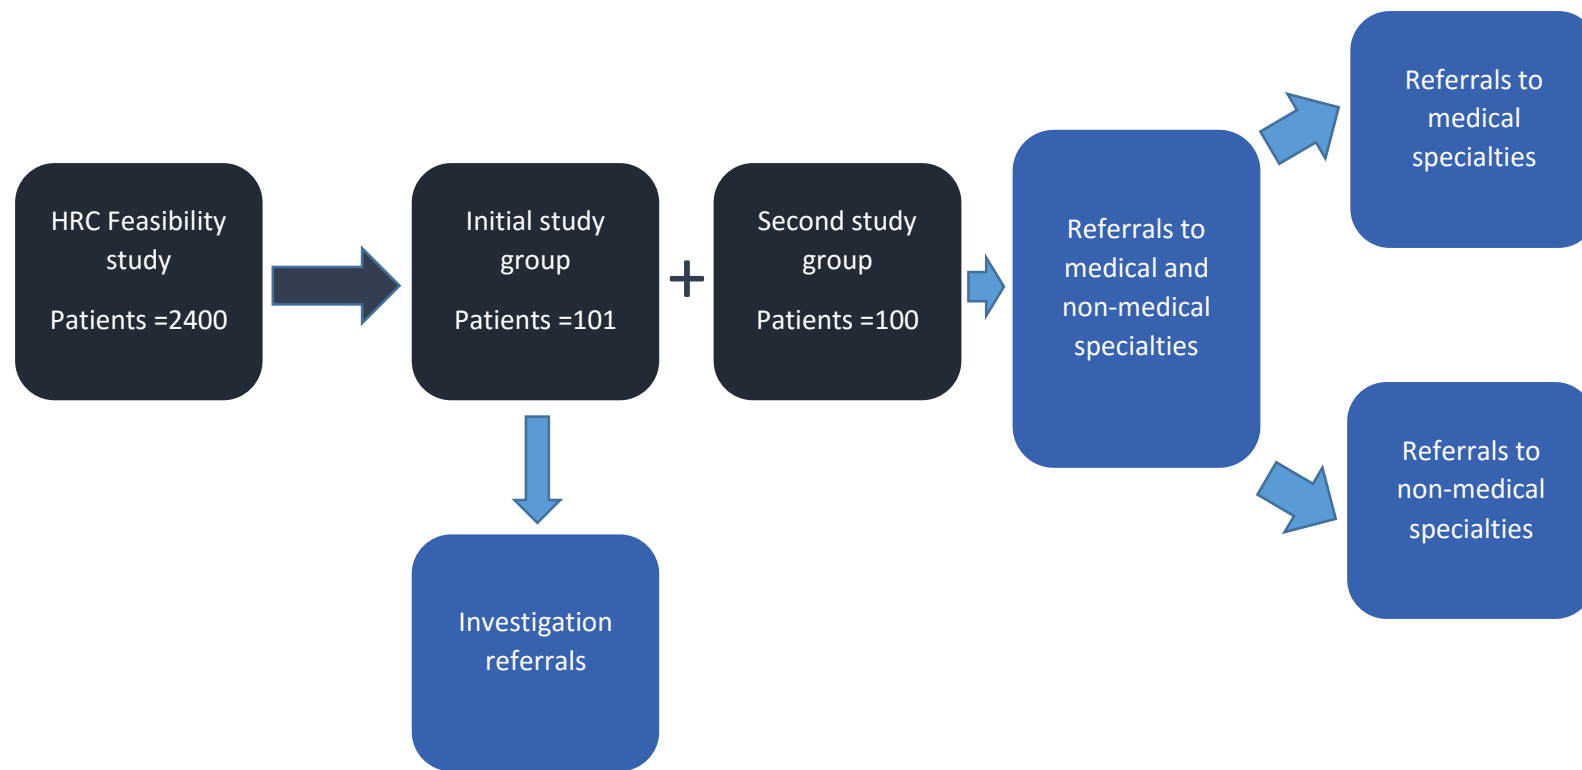 HRC Feasibility
study
Patients =2400
Initial study
group
Patients =101
+
Second study
group
Patients =100
Referrals to
medical and
non-medical
specialties
Referrals to
medical
specialties
Referrals to
non-medical
specialties
Investigation
referrals